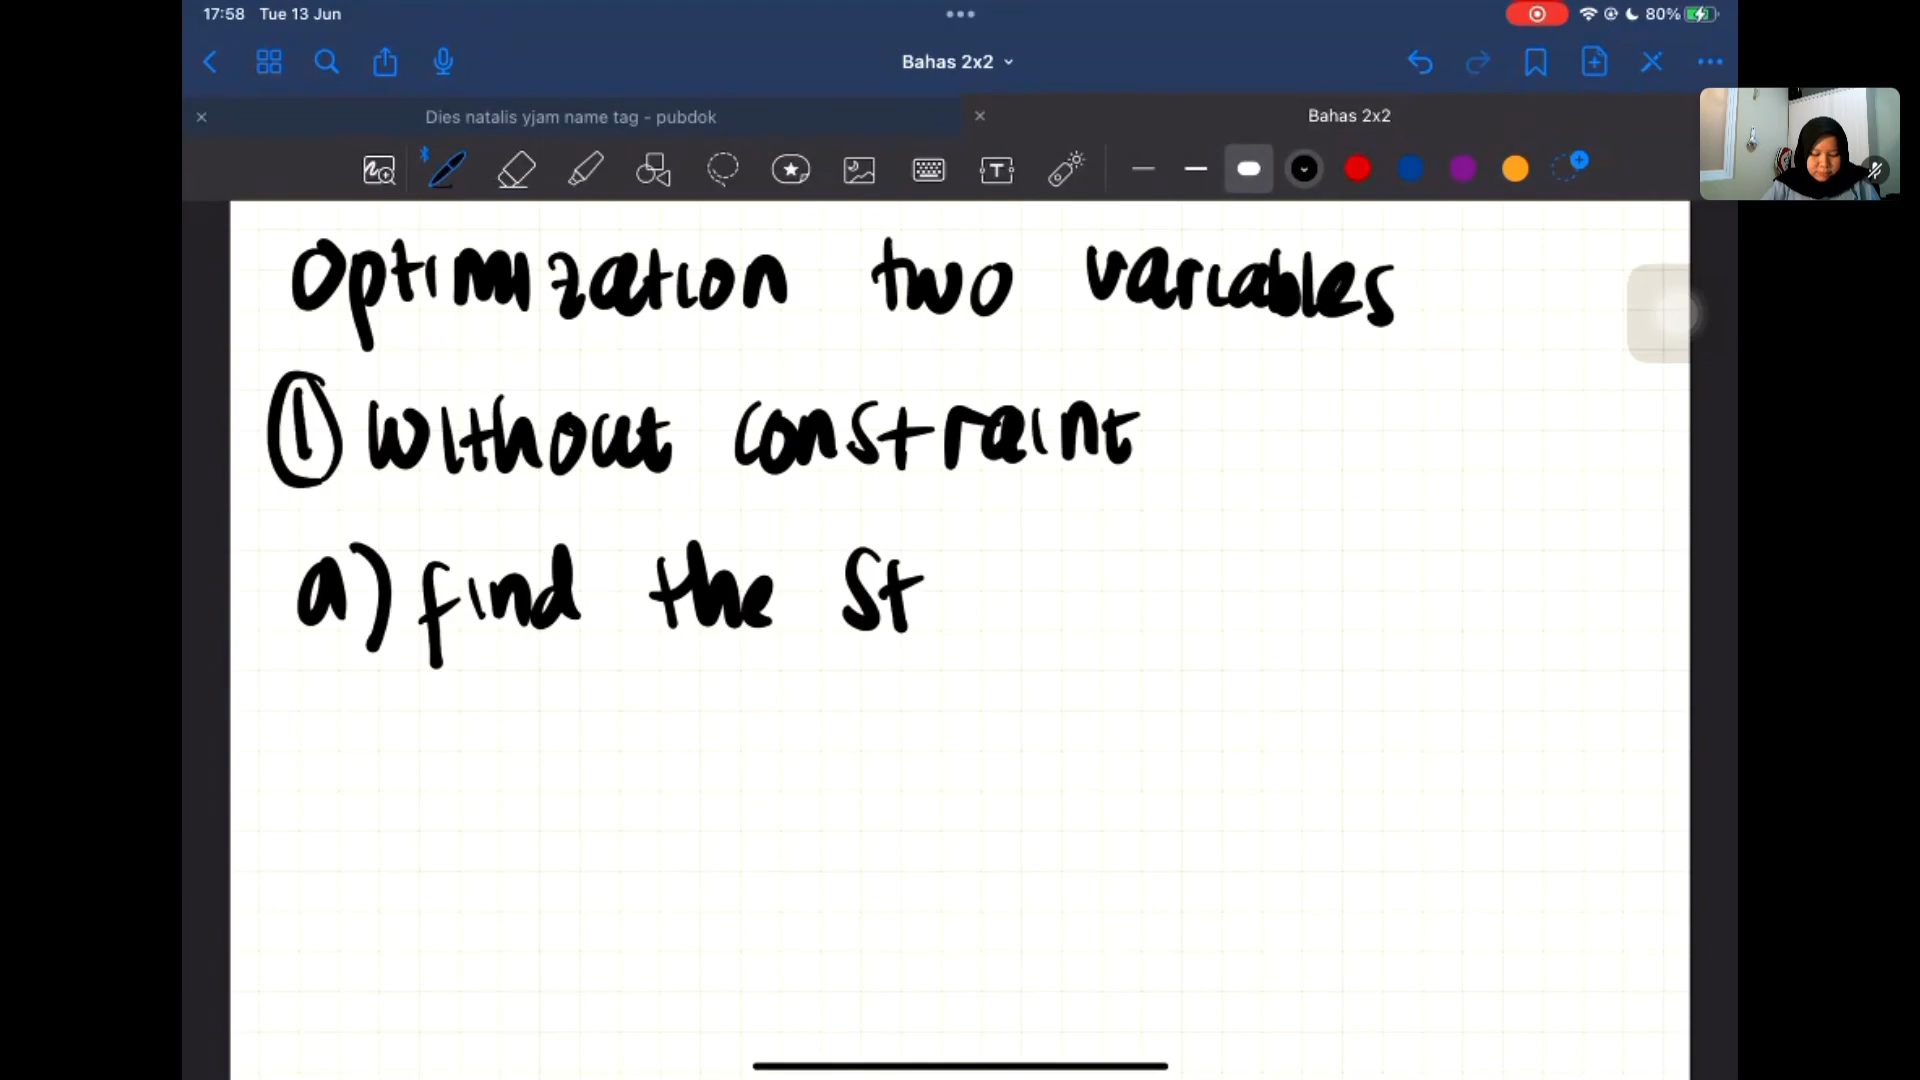 17:58 Tue 13 Jun
80%
Bahas 2x2
Dies natalis yjam name tag - pubdok
Bahas 2x2
Optimization two variables
① without constraint
a) find the St